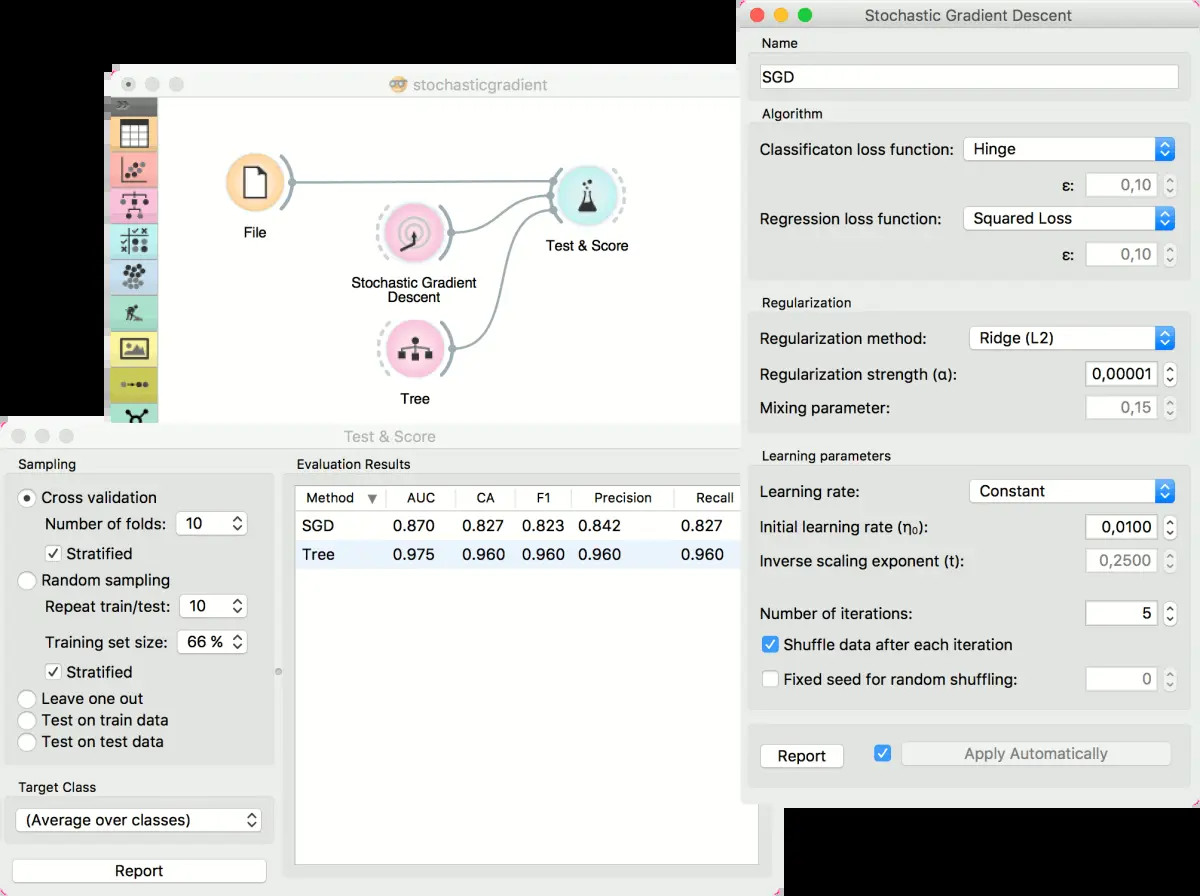 stochasticgradient
File
Stochastic Gradient
Descent
Tree
Test & Score
Test & Score
Sampling
Cross validation
Number of folds: 10
Stratified
Random sampling
Repeat train/test: 10
Training set size: 66 %
Stratified
Leave one out
Test on train data
Test on test data
Target Class
(Average over classes)
Report
Evaluation Results
Method AUC CA F1 Precision Recall
SGD 0.870 0.827 0.823 0.842 0.827
Tree 0.975 0.960 0.960 0.960 0.960
Stochastic Gradient Descent
Name
SGD
Algorithm
Classificaton loss function: Hinge
ε: 0,10
Regression loss function: Squared Loss
ε: 0,10
Regularization
Regularization method: Ridge (L2)
Regularization strength (α): 0,00001
Mixing parameter: 0,15
Learning parameters
Learning rate: Constant
Initial learning rate (η₀): 0,0100
Inverse scaling exponent (t): 0,2500
Number of iterations: 5
Shuffle data after each iteration
Fixed seed for random shuffling: 0
Report Apply Automatically